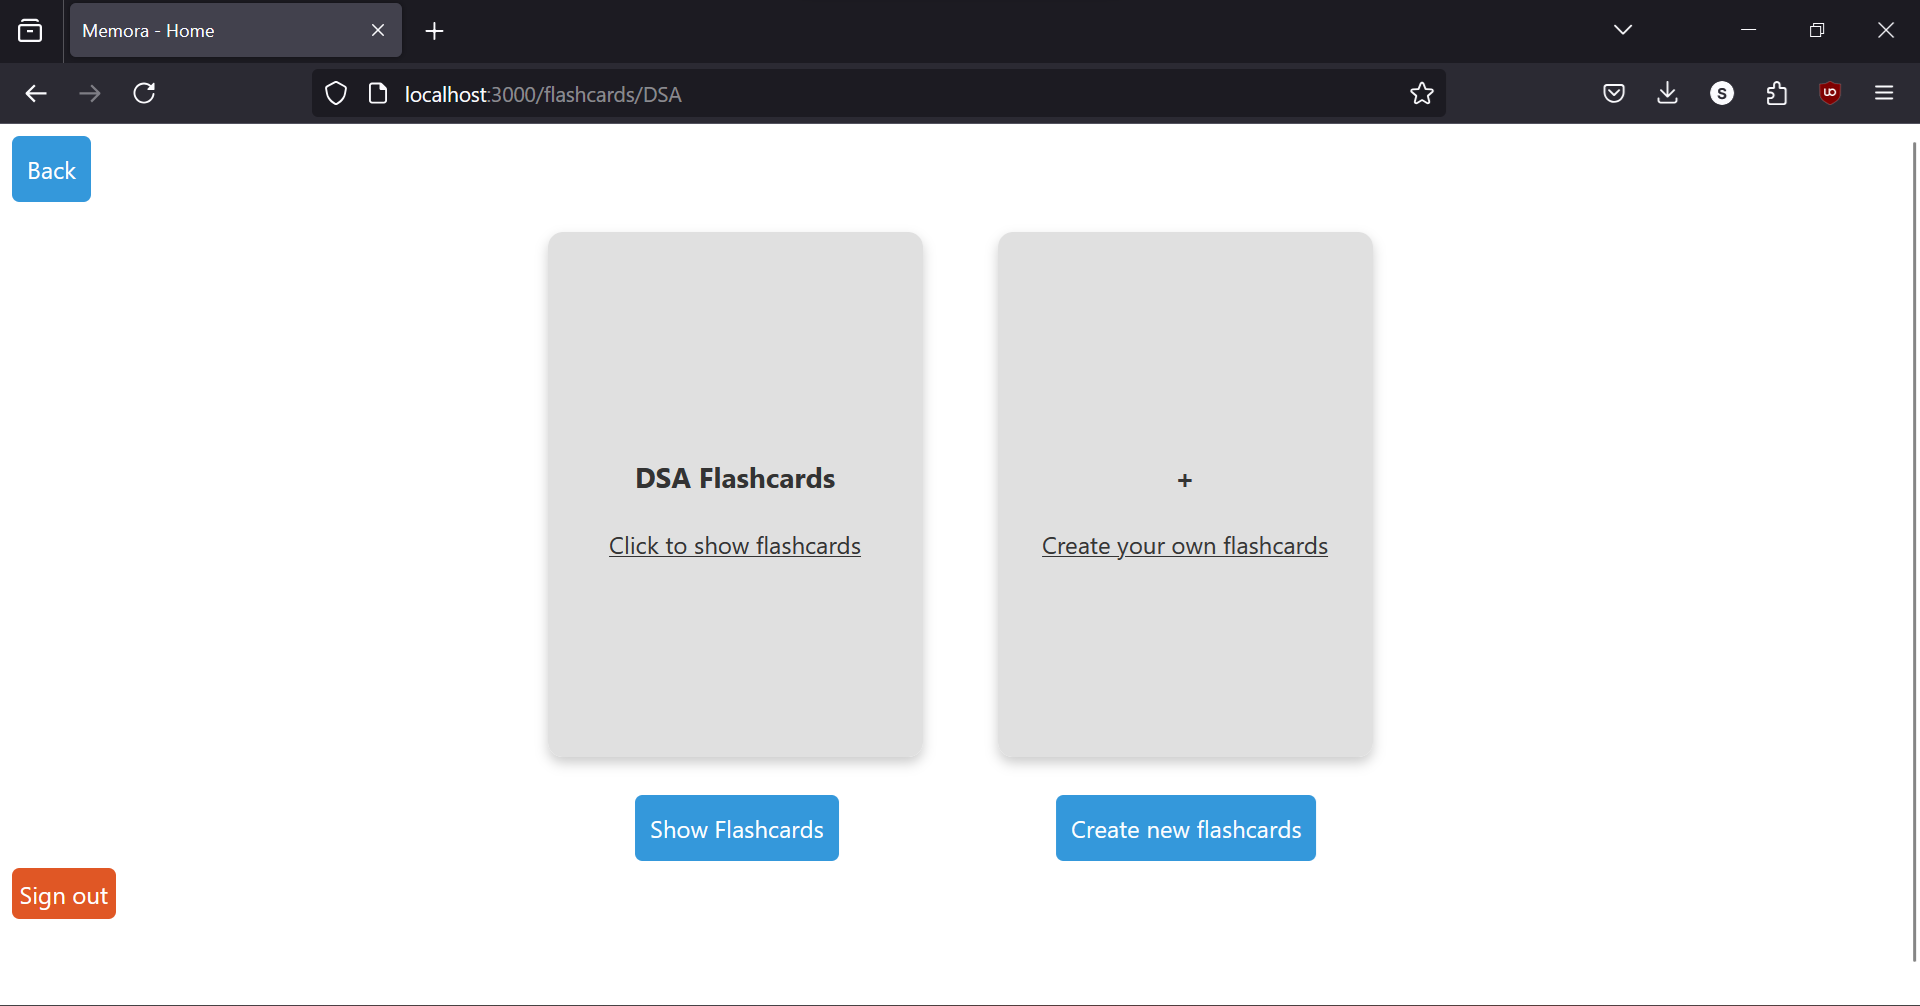 Memora - Home
localhost:3000/flashcards/DSA
S
Back
DSA Flashcards
Click to show flashcards
+
Create your own flashcards
Show Flashcards
Create new flashcards
Sign out